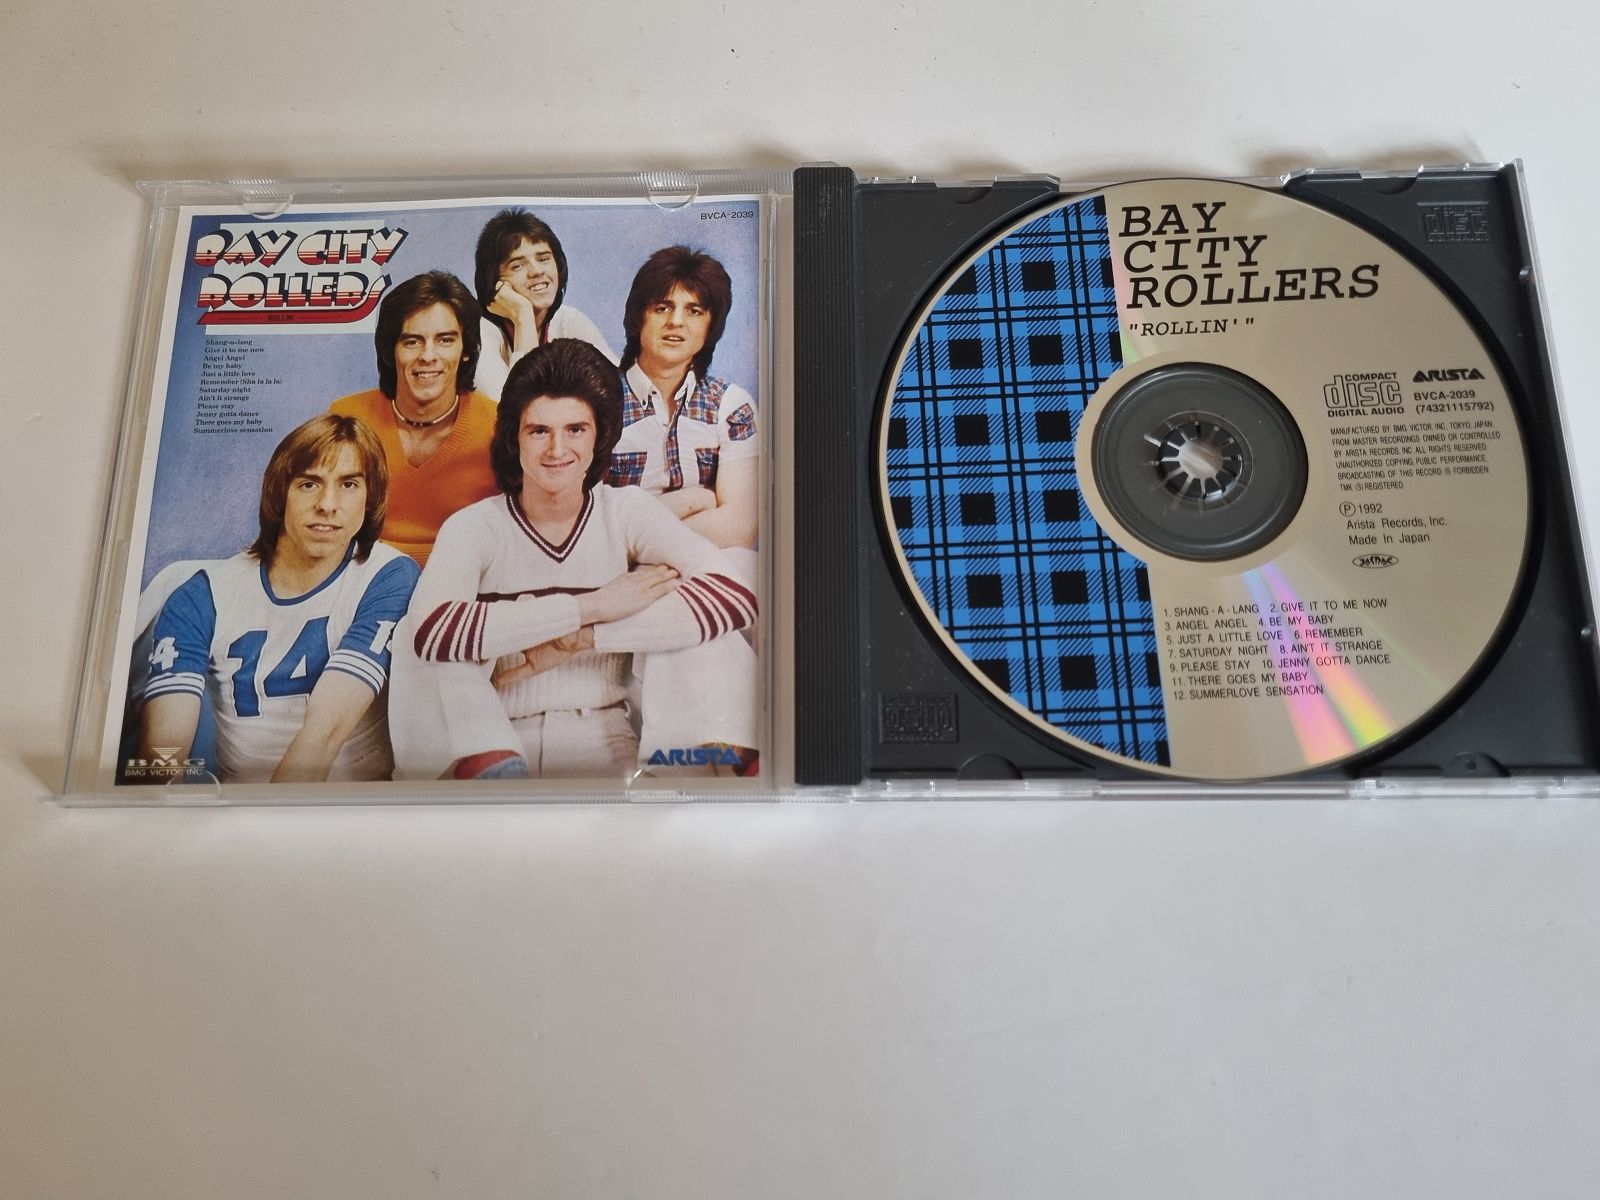 BVCA-2039
BAY CITY
ROLLERS
ROLLIN'
Shang-a-lang
Give it to me now
Angel Angel
Be my baby
Just a little love
Remember (Sha la la la)
Saturday night
Ain't it strange
Please stay
Jenny gotta dance
There goes my baby
Summerlove sensation
14
14
BMG
BMG VICTOR INC
ARISTA
BAY
CITY
ROLLERS
"ROLLIN'"
COMPACT
disc
DIGITAL AUDIO
ARISTA
BVCA-2039
(74321115792)
MANUFACTURED BY BMG VICTOR, INC, TOKYO, JAPAN,
FROM MASTER RECORDINGS OWNED OR CONTROLLED
BY ARISTA RECORDS, INC ALL RIGHTS RESERVED.
UNAUTHORIZED COPYING, PUBLIC PERFORMANCE,
BROADCASTING OF THIS RECORD IS FORBIDDEN.
TMK (S) REGISTERED.
Ⓟ 1992
Arista Records, Inc.
Made In Japan
JASRAC
1. SHANG - A - LANG 2. GIVE IT TO ME NOW
3. ANGEL ANGEL 4. BE MY BABY
5. JUST A LITTLE LOVE 6. REMEMBER
7. SATURDAY NIGHT 8. AIN'T IT STRANGE
9. PLEASE STAY 10. JENNY GOTTA DANCE
11. THERE GOES MY BABY
12. SUMMERLOVE SENSATION
COMPACT
disc